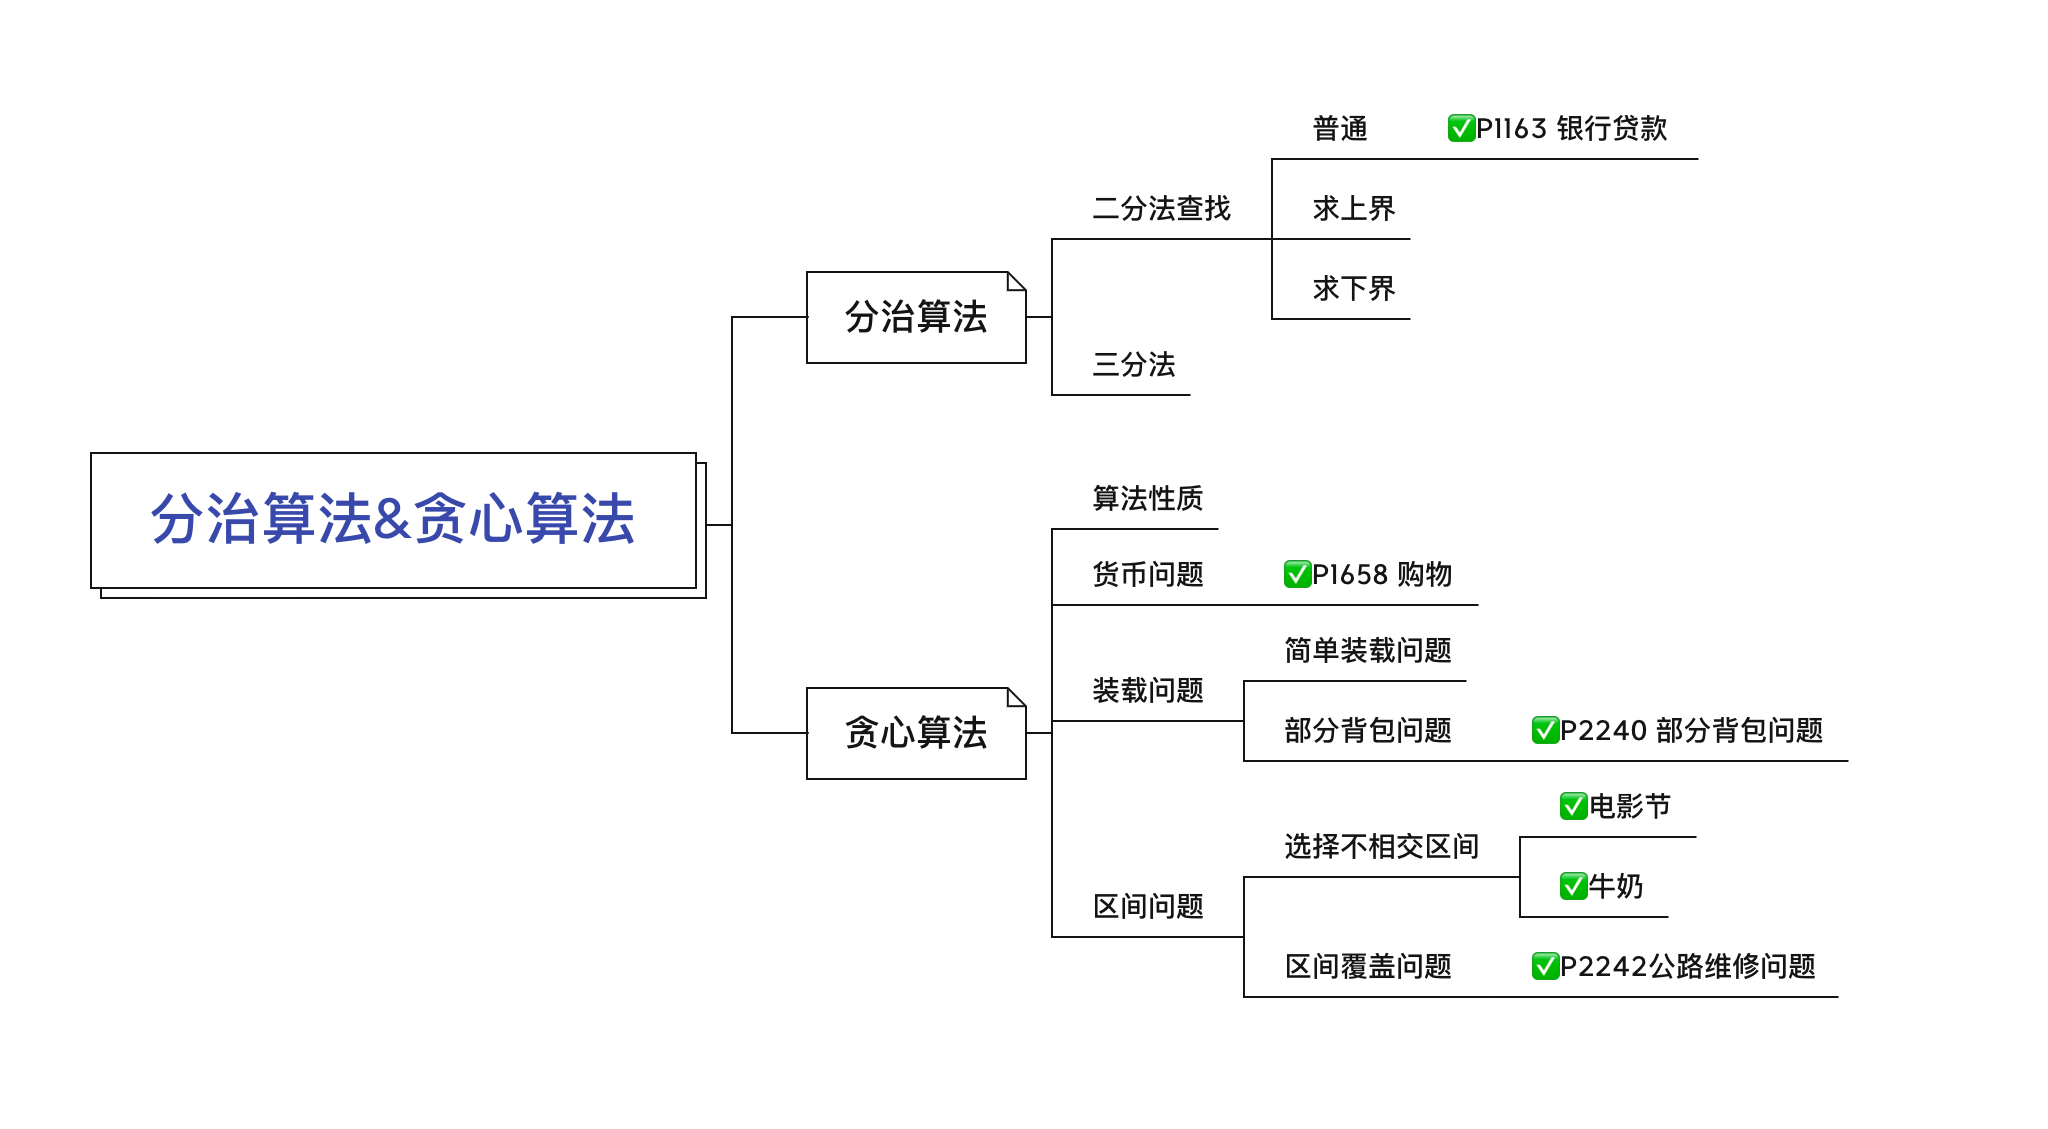 分治算法&贪心算法
分治算法
二分法查找
普通
✅P1163 银行贷款
求上界
求下界
三分法
贪心算法
算法性质
货币问题
✅P1658 购物
装载问题
简单装载问题
部分背包问题
✅P2240 部分背包问题
区间问题
选择不相交区间
✅电影节
✅牛奶
区间覆盖问题
✅P2242公路维修问题